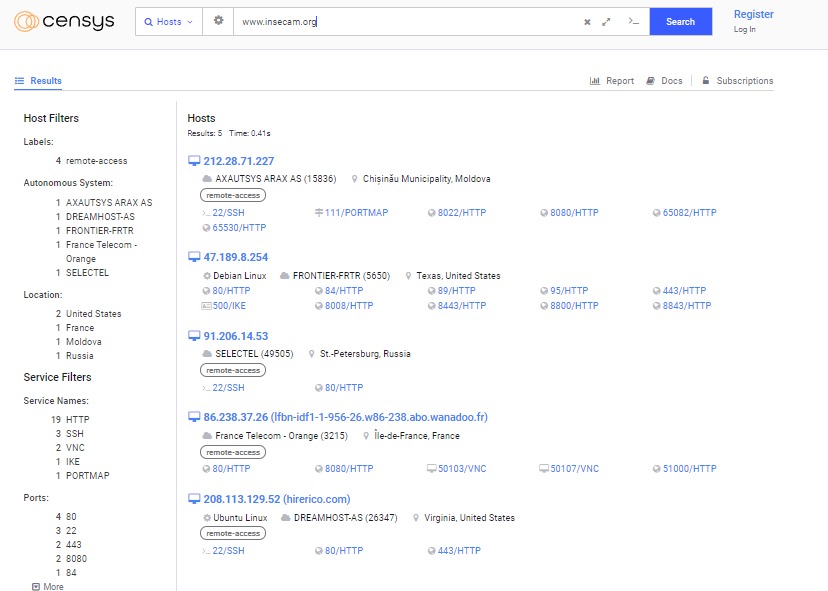 censys
Hosts
www.insecam.org
Search
Register
Log In
Results
Report
Docs
Subscriptions
Host Filters
Labels:
4 remote-access
Autonomous System:
1 AXAUTSYS ARAX AS
1 DREAMHOST-AS
1 FRONTIER-FRTR
1 France Telecom -
Orange
1 SELECTEL
Location:
2 United States
1 France
1 Moldova
1 Russia
Service Filters
Service Names:
19 HTTP
3 SSH
2 VNC
1 IKE
1 PORTMAP
Ports:
4 80
3 22
2 443
2 8080
1 84
More
Hosts
Results: 5 Time: 0.41s
212.28.71.227
AXAUTSYS ARAX AS (15836) Chișinău Municipality, Moldova
remote-access
22/SSH 111/PORTMAP 8022/HTTP 8080/HTTP 65082/HTTP
65530/HTTP
47.189.8.254
Debian Linux FRONTIER-FRTR (5650) Texas, United States
80/HTTP 84/HTTP 89/HTTP 95/HTTP 443/HTTP
500/IKE 8008/HTTP 8443/HTTP 8800/HTTP 8843/HTTP
91.206.14.53
SELECTEL (49505) St.-Petersburg, Russia
remote-access
22/SSH 80/HTTP
86.238.37.26 (lfbn-idf1-1-956-26.w86-238.abo.wanadoo.fr)
France Telecom - Orange (3215) Île-de-France, France
remote-access
80/HTTP 8080/HTTP 50103/VNC 50107/VNC 51000/HTTP
208.113.129.52 (hirerico.com)
Ubuntu Linux DREAMHOST-AS (26347) Virginia, United States
remote-access
22/SSH 80/HTTP 443/HTTP